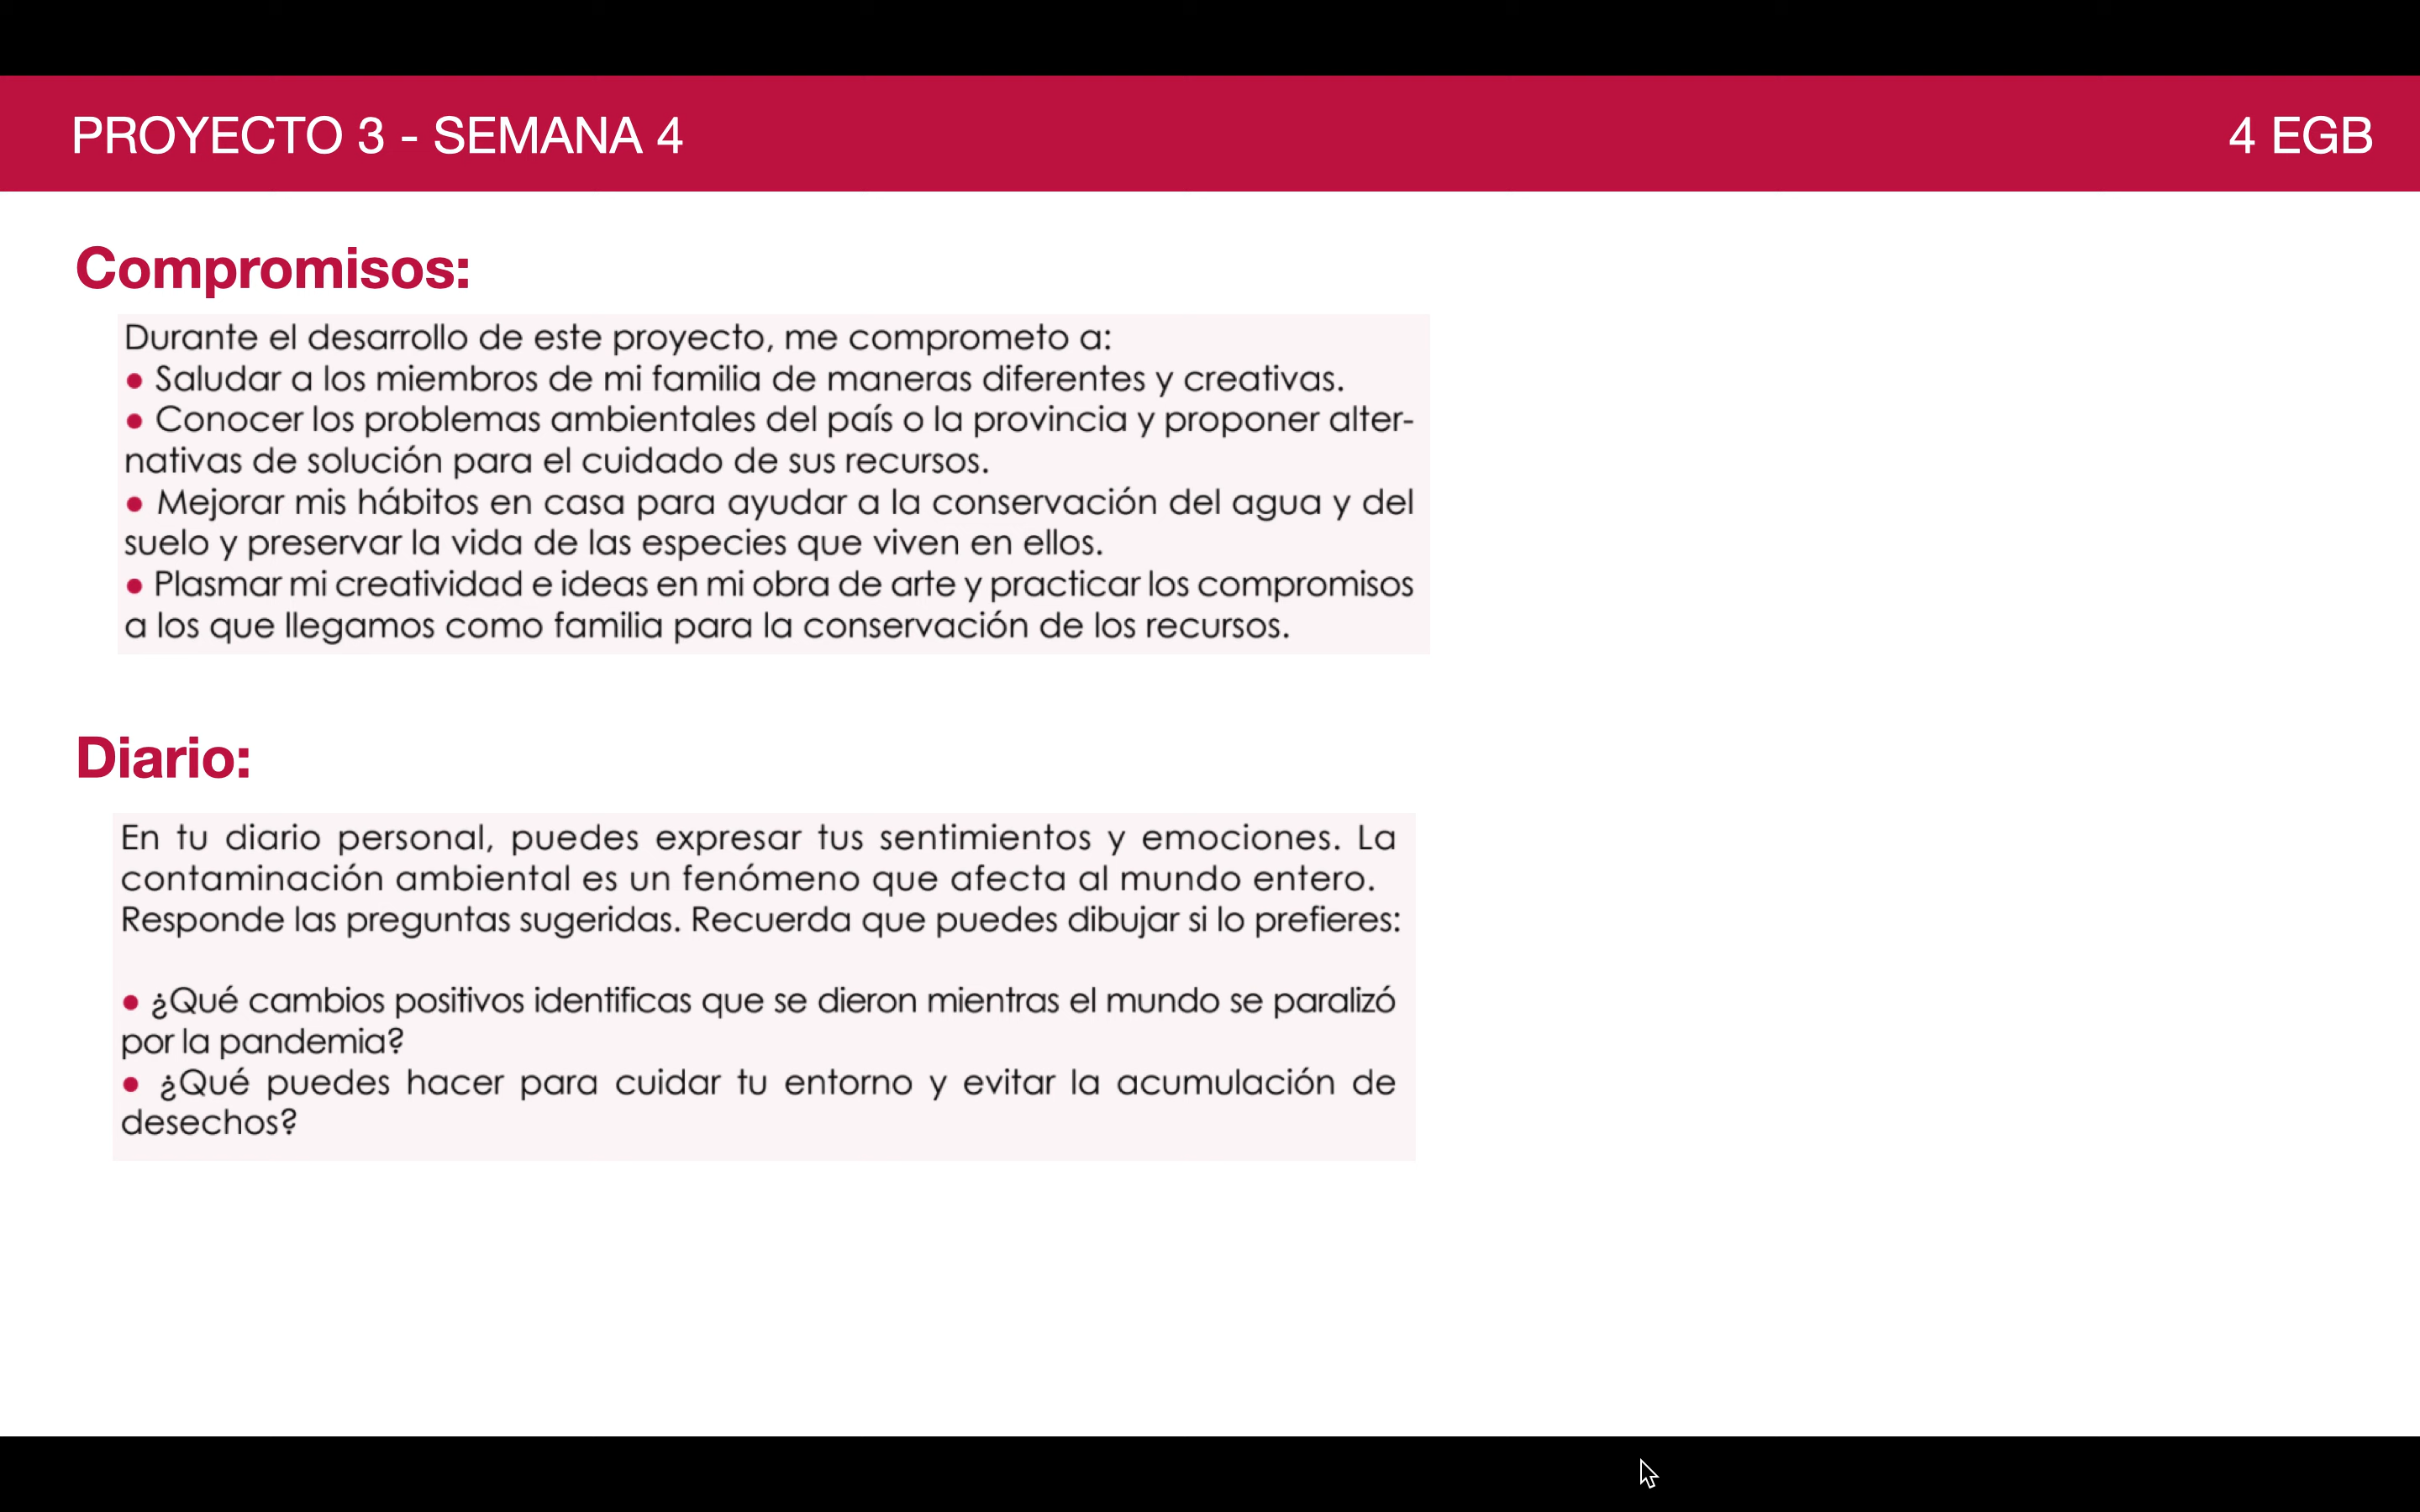 PROYECTO 3 - SEMANA 4
4 EGB
Compromisos:
Durante el desarrollo de este proyecto, me comprometo a:
● Saludar a los miembros de mi familia de maneras diferentes y creativas.
● Conocer los problemas ambientales del país o la provincia y proponer alter-
nativas de solución para el cuidado de sus recursos.
● Mejorar mis hábitos en casa para ayudar a la conservación del agua y del
suelo y preservar la vida de las especies que viven en ellos.
● Plasmar mi creatividad e ideas en mi obra de arte y practicar los compromisos
a los que llegamos como familia para la conservación de los recursos.
Diario:
En tu diario personal, puedes expresar tus sentimientos y emociones. La
contaminación ambiental es un fenómeno que afecta al mundo entero.
Responde las preguntas sugeridas. Recuerda que puedes dibujar si lo prefieres:
● ¿Qué cambios positivos identificas que se dieron mientras el mundo se paralizó
por la pandemia?
● ¿Qué puedes hacer para cuidar tu entorno y evitar la acumulación de
desechos?